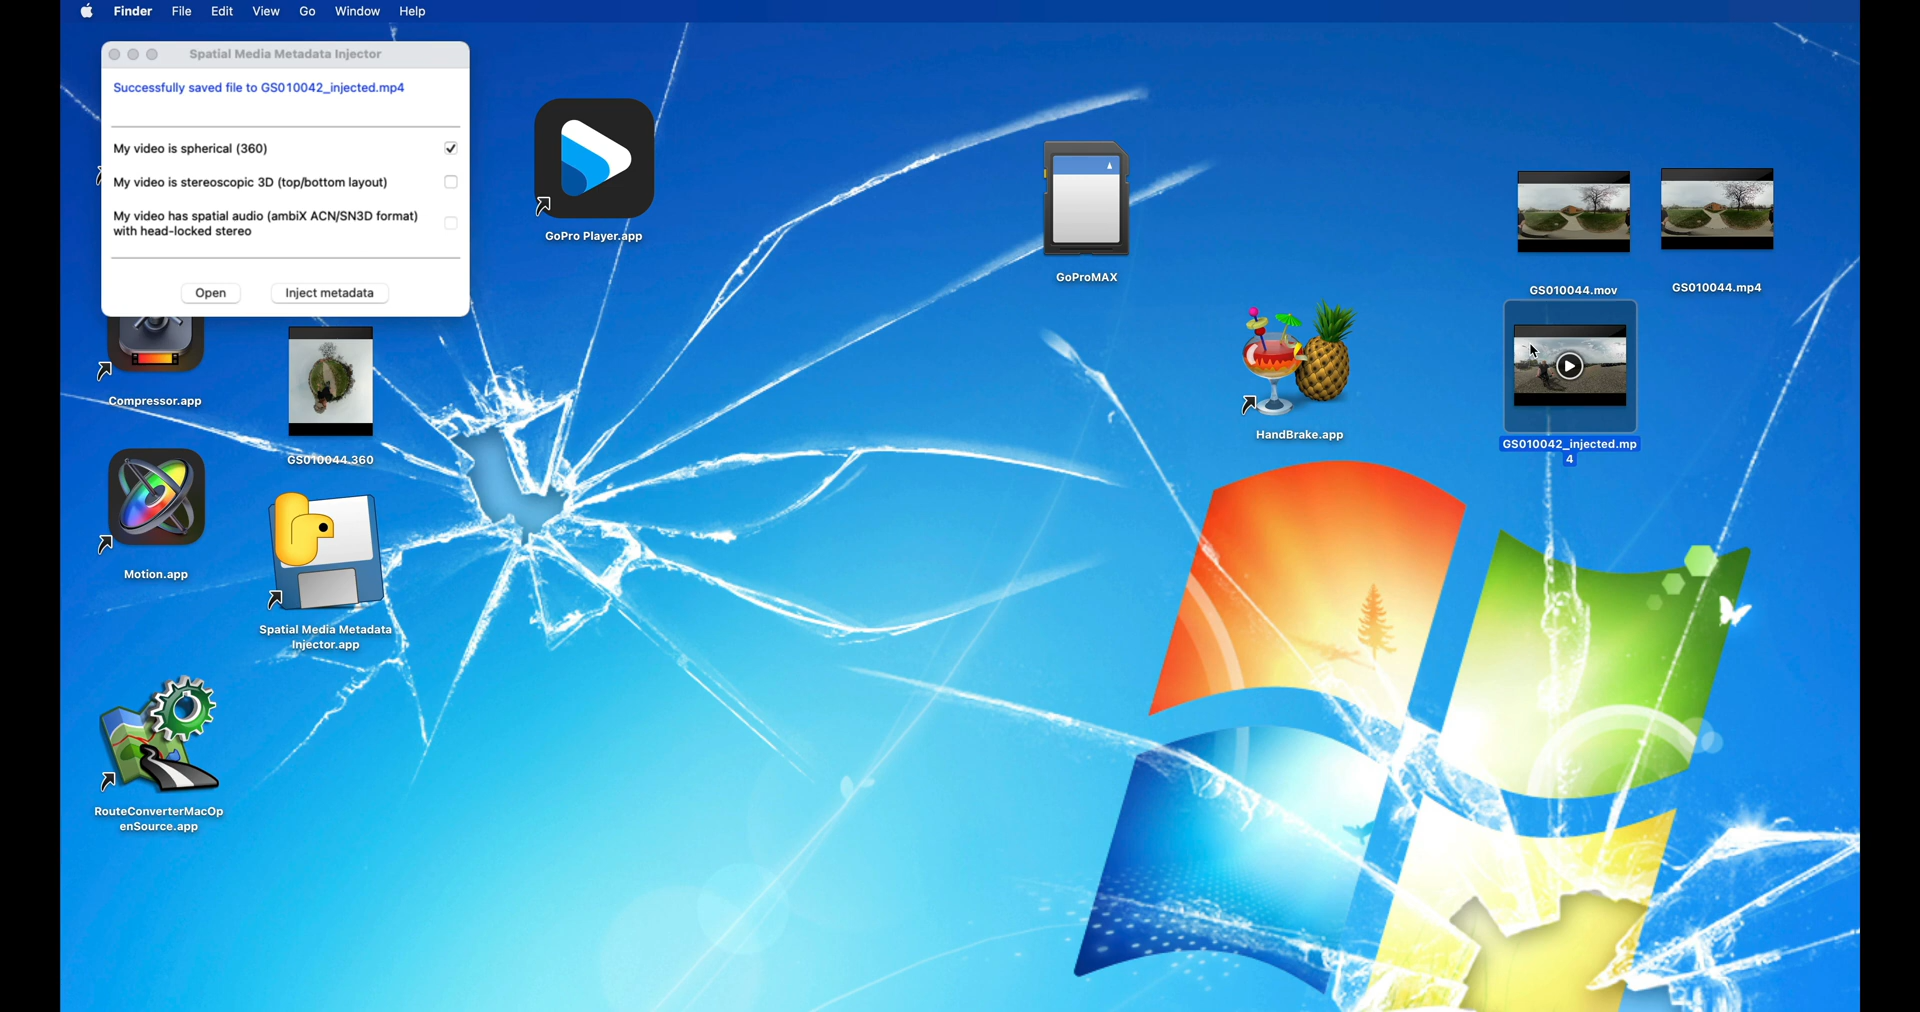 Finder File Edit View Go Window Help
Spatial Media Metadata Injector
Successfully saved file to GS010042_injected.mp4
My video is spherical (360)
My video is stereoscopic 3D (top/bottom layout)
My video has spatial audio (ambiX ACN/SN3D format)
with head-locked stereo
Open Inject metadata
GoPro Player.app
GoProMAX
GS010044.mov
GS010044.mp4
HandBrake.app
GS010042_injected.mp
4
Compressor.app
GS010044.360
Motion.app
Spatial Media Metadata
Injector.app
RouteConverterMacOp
enSource.app